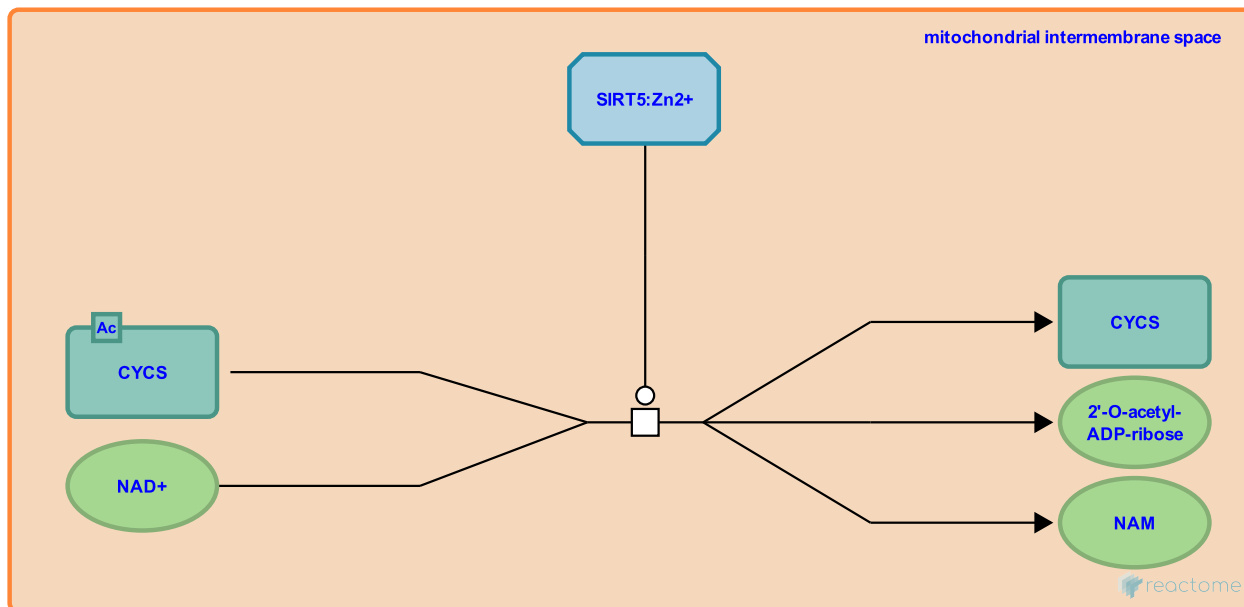 mitochondrial intermembrane space
SIRT5:Zn2+
Ac
CYCS
NAD+
CYCS
2'-O-acetyl-
ADP-ribose
NAM
reactome